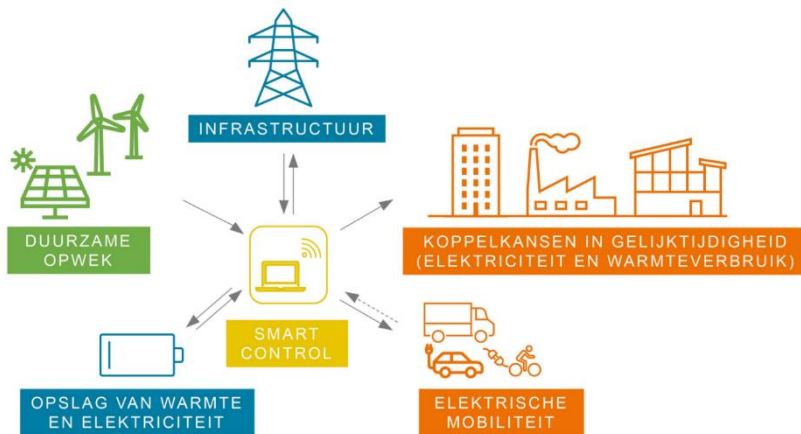 INFRASTRUCTUUR
DUURZAME
OPWEK
KOPPELKANSEN IN GELIJKTIJDIGHEID
(ELEKTRICITEIT EN WARMTEVERBRUIK)
SMART
CONTROL
OPSLAG VAN WARMTE
EN ELEKTRICITEIT
ELEKTRISCHE
MOBILITEIT